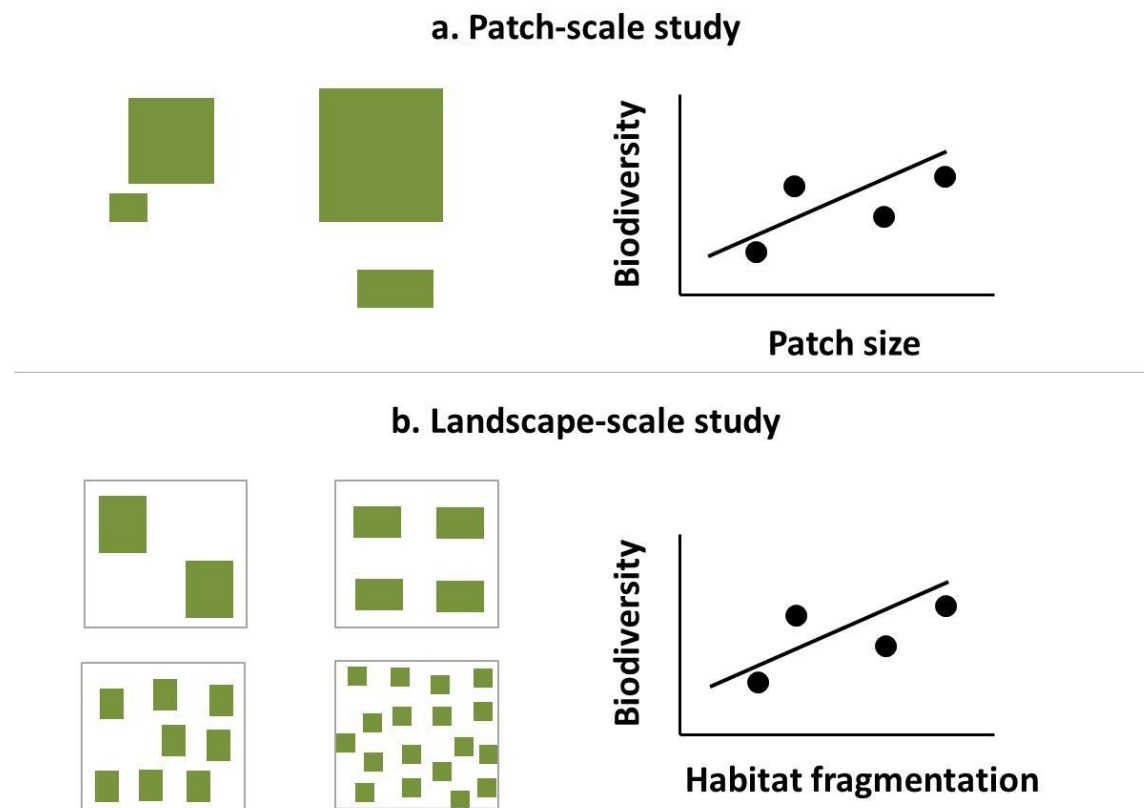 a. Patch-scale study
Biodiversity
Patch size
b. Landscape-scale study
Biodiversity
Habitat fragmentation